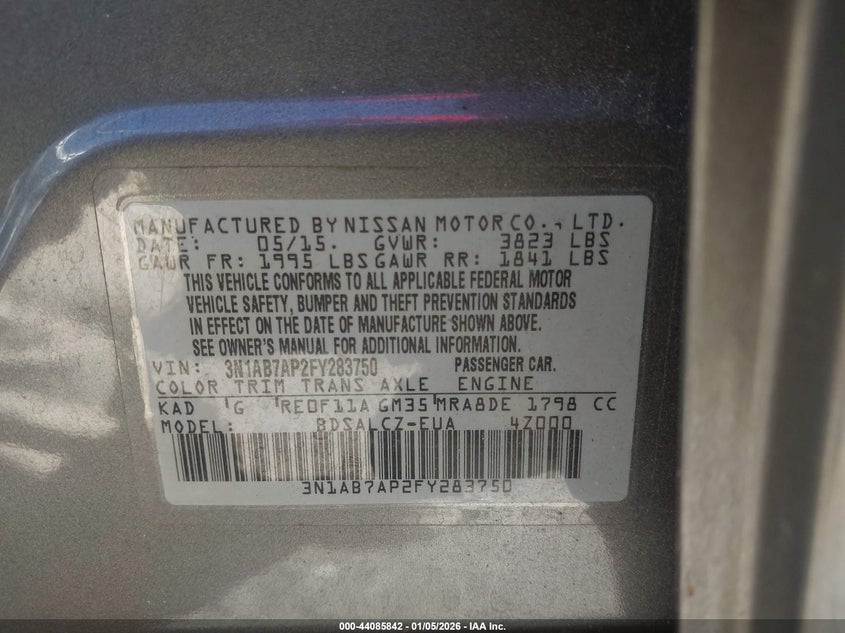 MANUFACTURED BY NISSAN MOTOR CO., LTD.
DATE: 05/15. GVWR: 3823 LBS
GAWR FR: 1995 LBS GAWR RR: 1841 LBS
THIS VEHICLE CONFORMS TO ALL APPLICABLE FEDERAL MOTOR
VEHICLE SAFETY, BUMPER AND THEFT PREVENTION STANDARDS
IN EFFECT ON THE DATE OF MANUFACTURE SHOWN ABOVE.
SEE OWNER'S MANUAL FOR ADDITIONAL INFORMATION.
VIN: 3N1AB7AP2FY283750 PASSENGER CAR.
COLOR TRIM TRANS AXLE ENGINE
KAD G RE0F11A GM35 MRA8DE 1798 CC
MODEL: BDSALCZ-EUA 4Z000
3N1AB7AP2FY283750
000-44085842 - 01/05/2026 - IAA Inc.